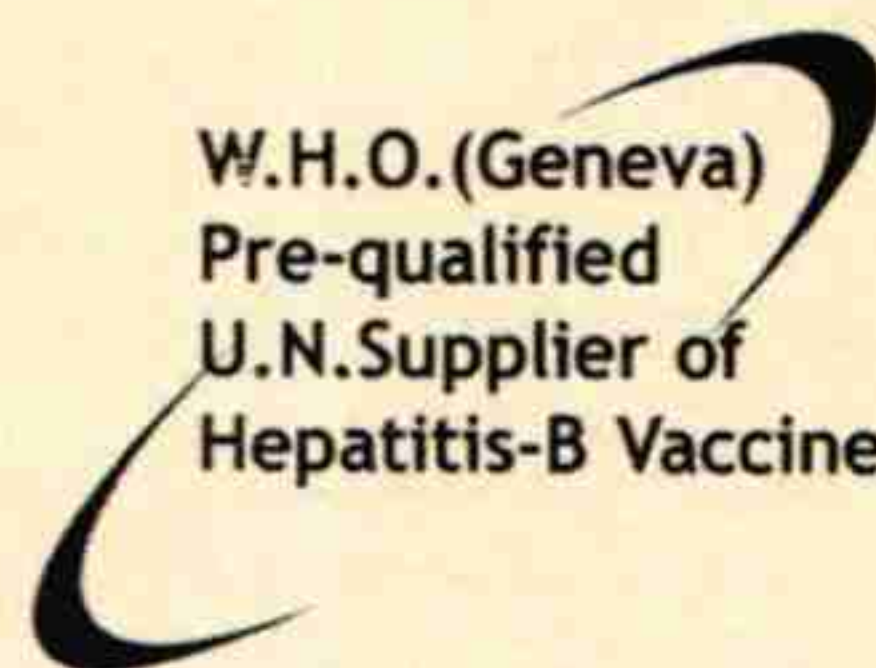 W.H.O.(Geneva)
Pre-qualified
U.N.Supplier of
Hepatitis-B Vaccine